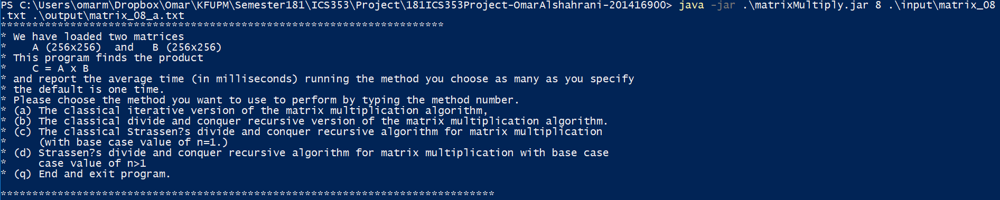 PS C:\Users\omarm\Dropbox\Omar\KFUPM\Semester181\ICS353\Project\181ICS353Project-OmarAlshahrani-201416900> java -jar .\matrixMultiply.jar 8 .\input\matrix_08
.txt .\output\matrix_08_a.txt
**********************************************************************
* We have loaded two matrices
*    A (256x256)  and   B (256x256)
* This program finds the product
*    C = A x B
* and report the average time (in milliseconds) running the method you choose as many as you specify
* the default is one time.
* Please choose the method you want to use to perform by typing the method number.
* (a) The classical iterative version of the matrix multiplication algorithm,
* (b) The classical divide and conquer recursive version of the matrix multiplication algorithm.
* (c) The classical Strassen?s divide and conquer recursive algorithm for matrix multiplication
*     (with base case value of n=1.)
* (d) Strassen?s divide and conquer recursive algorithm for matrix multiplication with base case
*     case value of n>1
* (q) End and exit program.
******************************************************************************